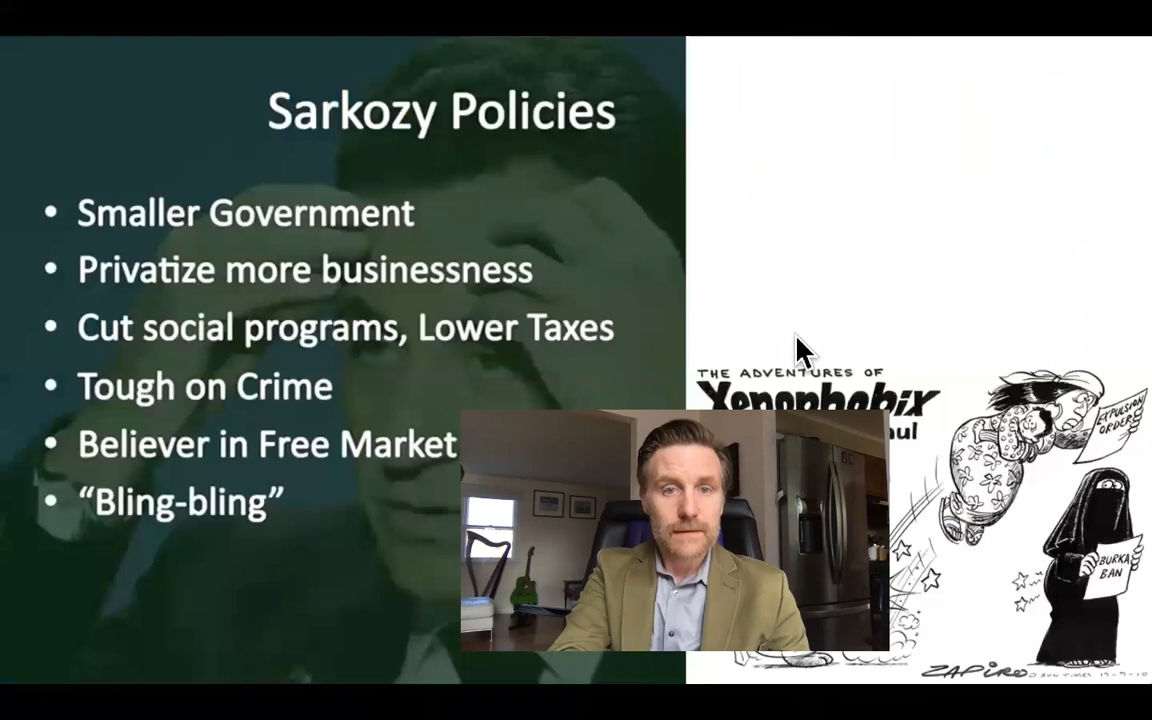 Sarkozy Policies
• Smaller Government
• Privatize more businessness
• Cut social programs, Lower Taxes
• Tough on Crime
• Believer in Free Market
• “Bling-bling”
THE ADVENTURES OF
Xenophobix
aul
EXPULSION
ORDER
BURKA
BAN
ZAPIRO